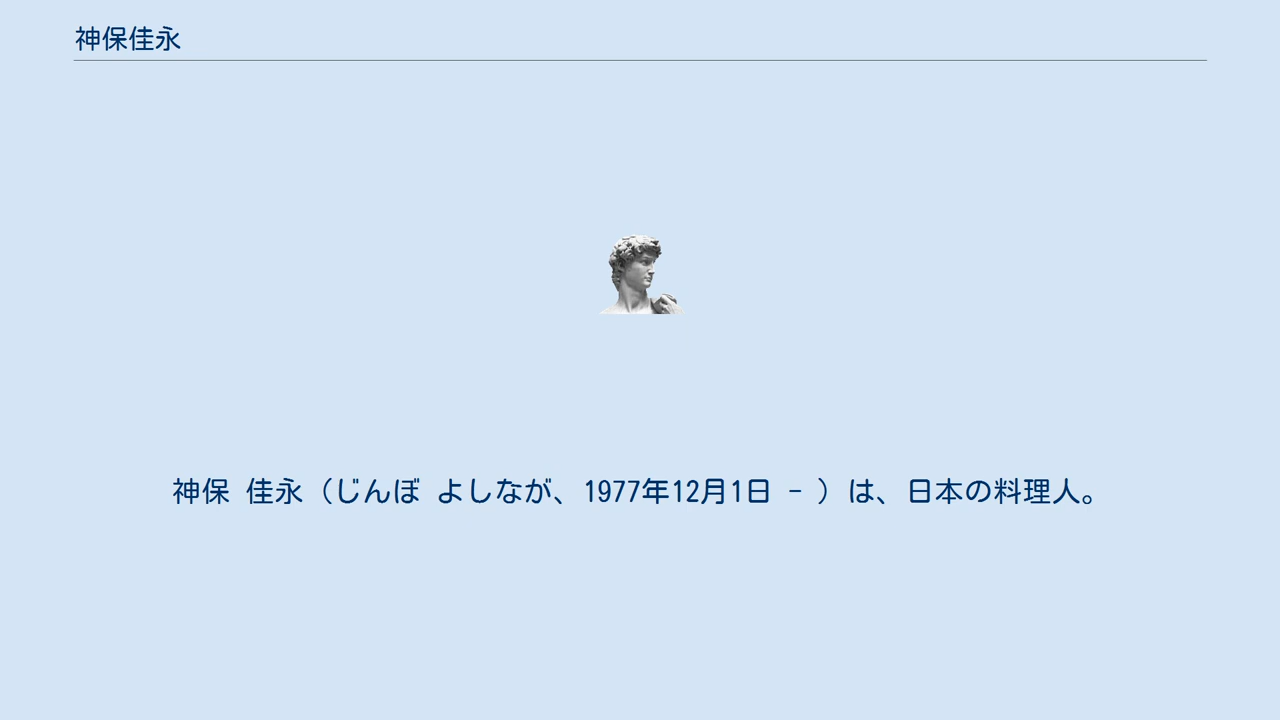 神保佳永
神保 佳永（じんぼ よしなが、1977年12月1日 - ）は、日本の料理人。